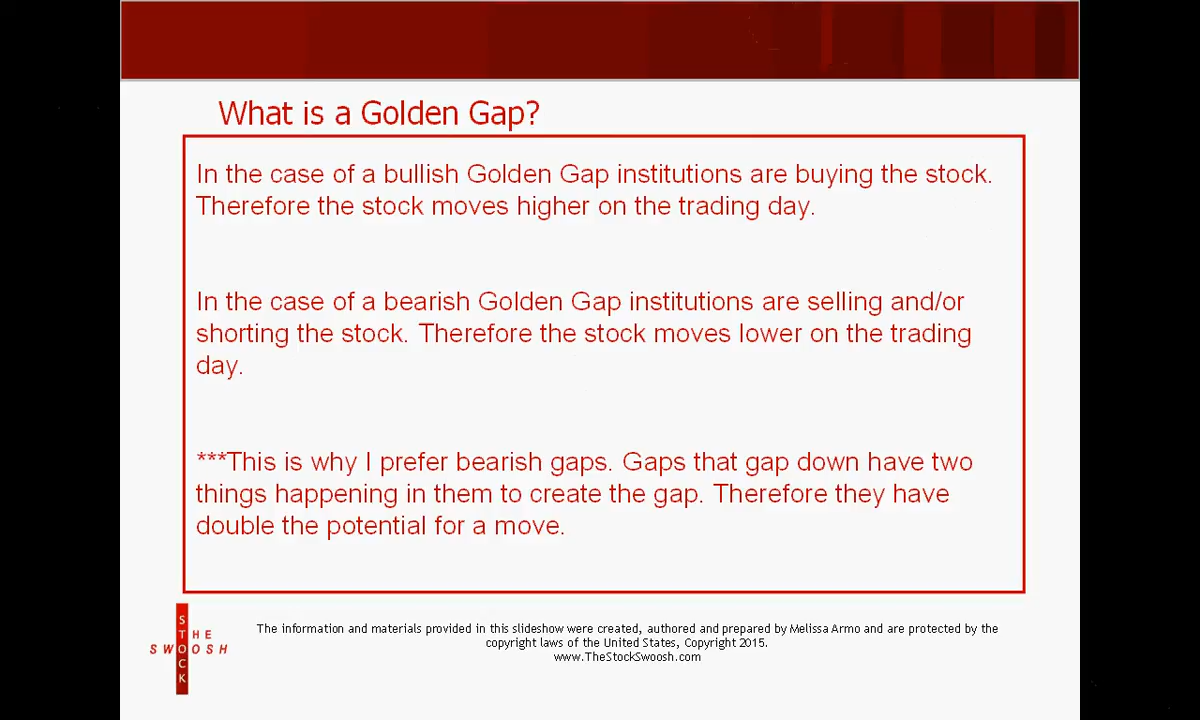 What is a Golden Gap?
In the case of a bullish Golden Gap institutions are buying the stock.
Therefore the stock moves higher on the trading day.
In the case of a bearish Golden Gap institutions are selling and/or
shorting the stock. Therefore the stock moves lower on the trading
day.
***This is why I prefer bearish gaps. Gaps that gap down have two
things happening in them to create the gap. Therefore they have
double the potential for a move.
THE
STOCK
SWOOSH
The information and materials provided in this slideshow were created, authored and prepared by Melissa Armo and are protected by the
copyright laws of the United States, Copyright 2015.
www.TheStockSwoosh.com